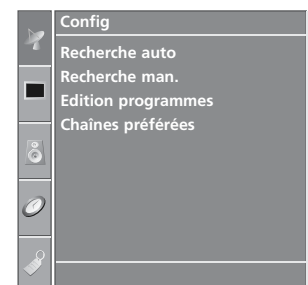 Config
Recherche auto
Recherche man.
Edition programmes
Chaînes préférées